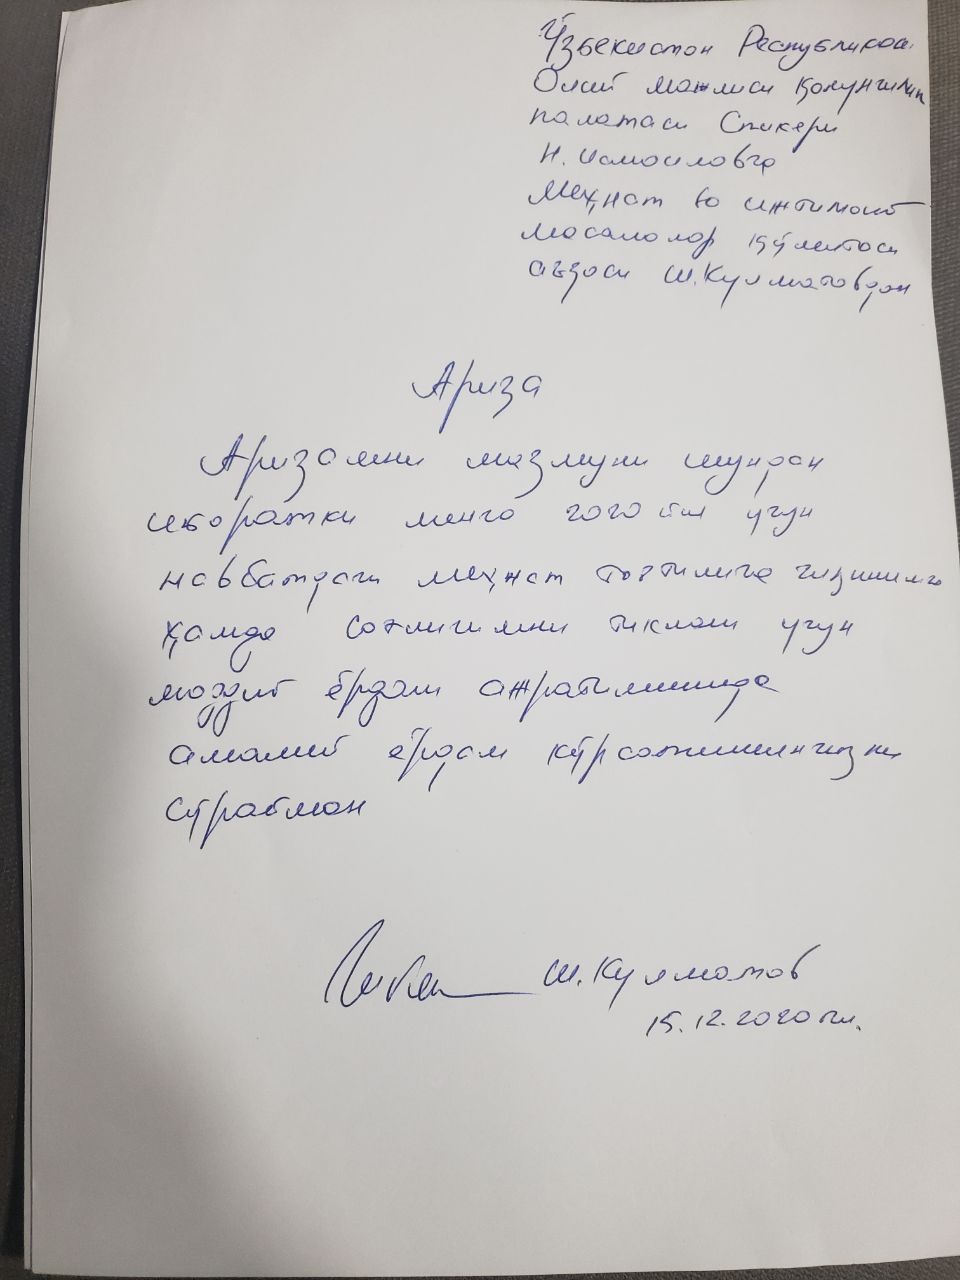 Ўзбекистон Республикаси
Олий мажлиси Қонунчилик
палатаси Спикери
Н. Исмоиловга
Меҳнат ва ижтимоий
масалалар қўмитаси
аъзоси Ш.Кулматовдан
Ариза
Аризамни мазмуни шундан
иборатки менга 2020 йил учун
навбатдаги меҳнат таътилига чиқишимга
ҳамда соғлигимни тиклаш учун
моддий ёрдам ажратилишида
амалий ёрдам кўрсатишингизни
сўрайман
Ш.Кулматов
15.12.2020 йил.